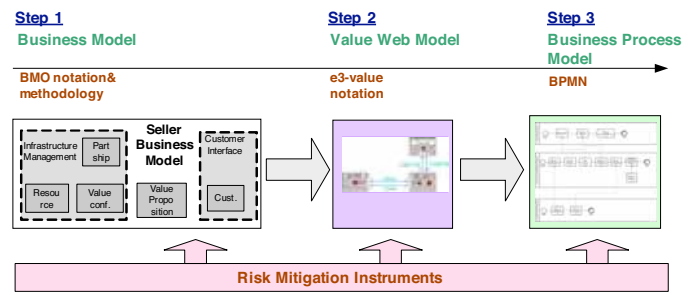 Step 1
Step 2
Step 3
Business Model
Value Web Model
Business Process
Model
BMO notation&
methodology
e3-value
notation
BPMN
Seller
Business
Model
Infrastructure
Management
Part
ship
Customer
Interface
Resou
rce
Value
conf.
Value
Propo
sition
Cust.
Risk Mitigation Instruments